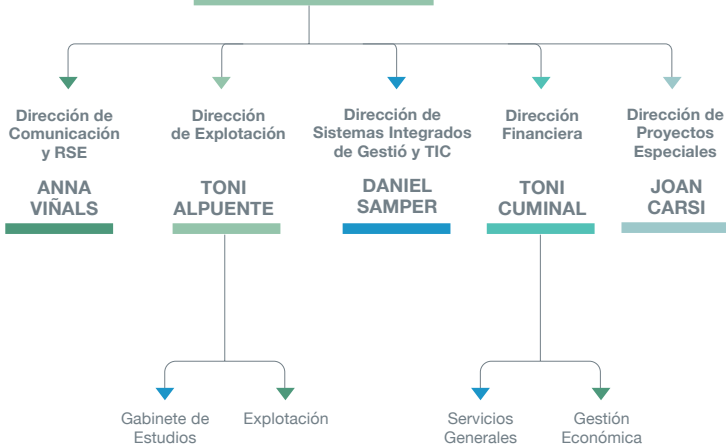 Dirección de
Comunicación
y RSE
ANNA
VIÑALS
Dirección
de Explotación
TONI
ALPUENTE
Dirección de
Sistemas Integrados
de Gestió y TIC
DANIEL
SAMPER
Dirección
Financiera
TONI
CUMINAL
Dirección de
Proyectos
Especiales
JOAN
CARSI
Gabinete de
Estudios
Explotación
Servicios
Generales
Gestión
Económica